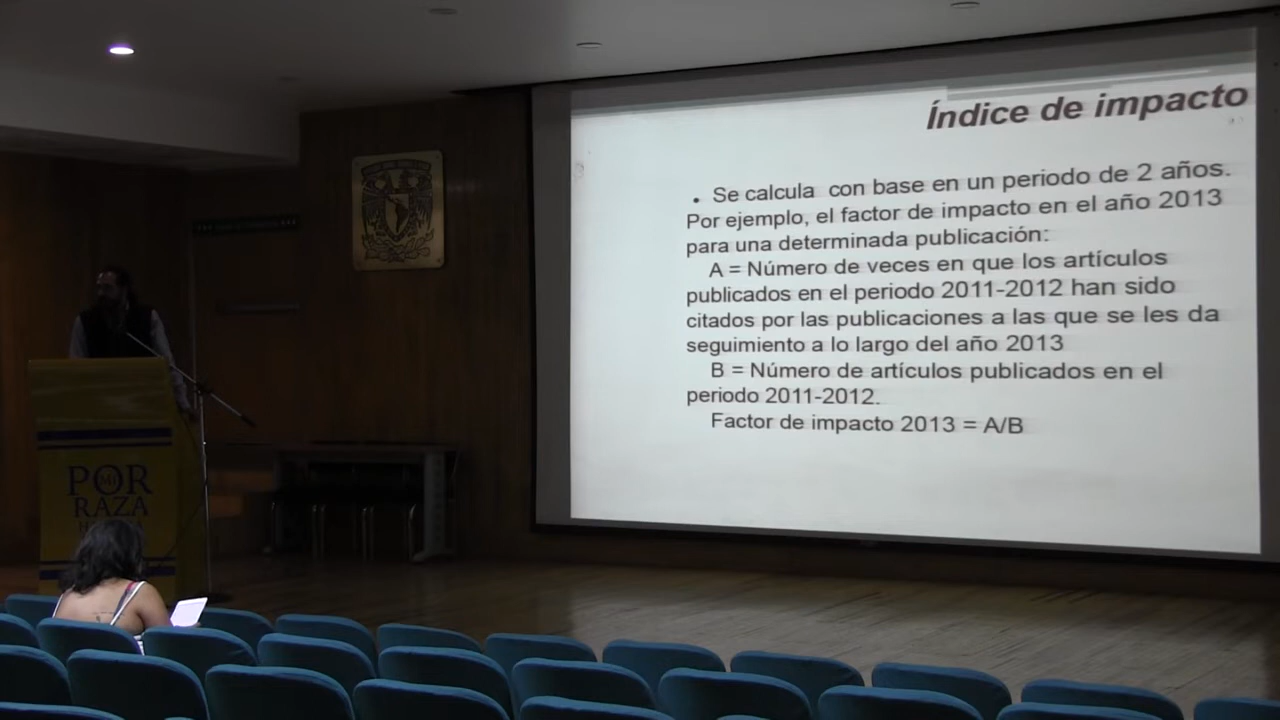 Índice de impacto
• Se calcula con base en un periodo de 2 años.
Por ejemplo, el factor de impacto en el año 2013
para una determinada publicación:
A = Número de veces en que los artículos
publicados en el periodo 2011-2012 han sido
citados por las publicaciones a las que se les da
seguimiento a lo largo del año 2013
B = Número de artículos publicados en el
periodo 2011-2012.
Factor de impacto 2013 = A/B
POR
MI
RAZA